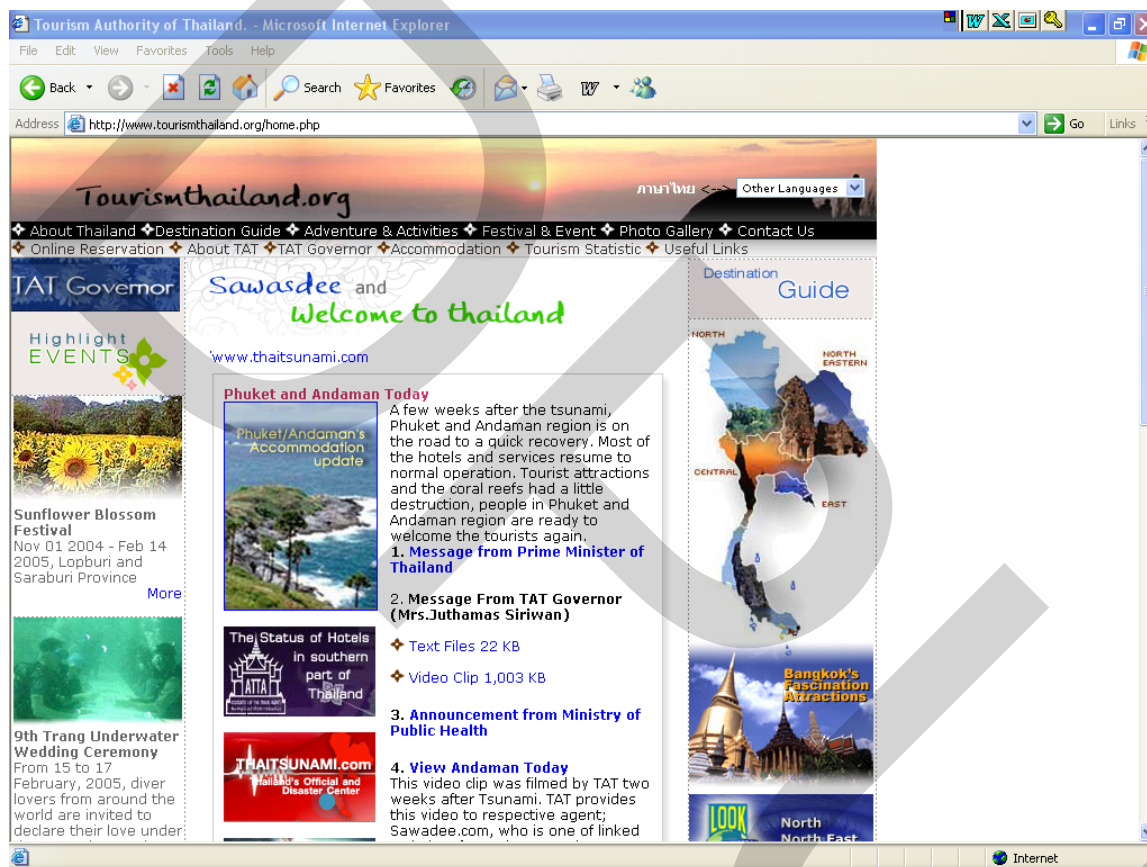 Tourism Authority of Thailand. - Microsoft Internet Explorer
File Edit View Favorites Tools Help
Back Search Favorites
Address http://www.tourismthailand.org/home.php Go Links
Tourismthailand.org
ภาษาไทย <--> Other Languages
About Thailand Destination Guide Adventure & Activities Festival & Event Photo Gallery Contact Us
Online Reservation About TAT TAT Governor Accommodation Tourism Statistic Useful Links
TAT Governor
Highlight
EVENTS
Sunflower Blossom
Festival
Nov 01 2004 - Feb 14
2005, Lopburi and
Saraburi Province
More
9th Trang Underwater
Wedding Ceremony
From 15 to 17
February, 2005, diver
lovers from around the
world are invited to
declare their love under
Sawasdee and
Welcome to thailand
www.thaitsunami.com
Phuket and Andaman Today
Phuket/Andaman's
Accommodation
update
The Status of Hotels
in southern
part of
Thailand
ATTA
THAITSUNAMI.com
Thailand's Official and
Disaster Center
A few weeks after the tsunami,
Phuket and Andaman region is on
the road to a quick recovery. Most of
the hotels and services resume to
normal operation. Tourist attractions
and the coral reefs had a little
destruction, people in Phuket and
Andaman region are ready to
welcome the tourists again.
1. Message from Prime Minister of
Thailand
2. Message From TAT Governor
(Mrs.Juthamas Siriwan)
Text Files 22 KB
Video Clip 1,003 KB
3. Announcement from Ministry of
Public Health
4. View Andaman Today
This video clip was filmed by TAT two
weeks after Tsunami. TAT provides
this video to respective agent;
Sawadee.com, who is one of linked
Destination
Guide
NORTH
NORTH
EASTERN
CENTRAL
EAST
Bangkok's
Fascination
Attractions
LOOK
North
North East
Internet